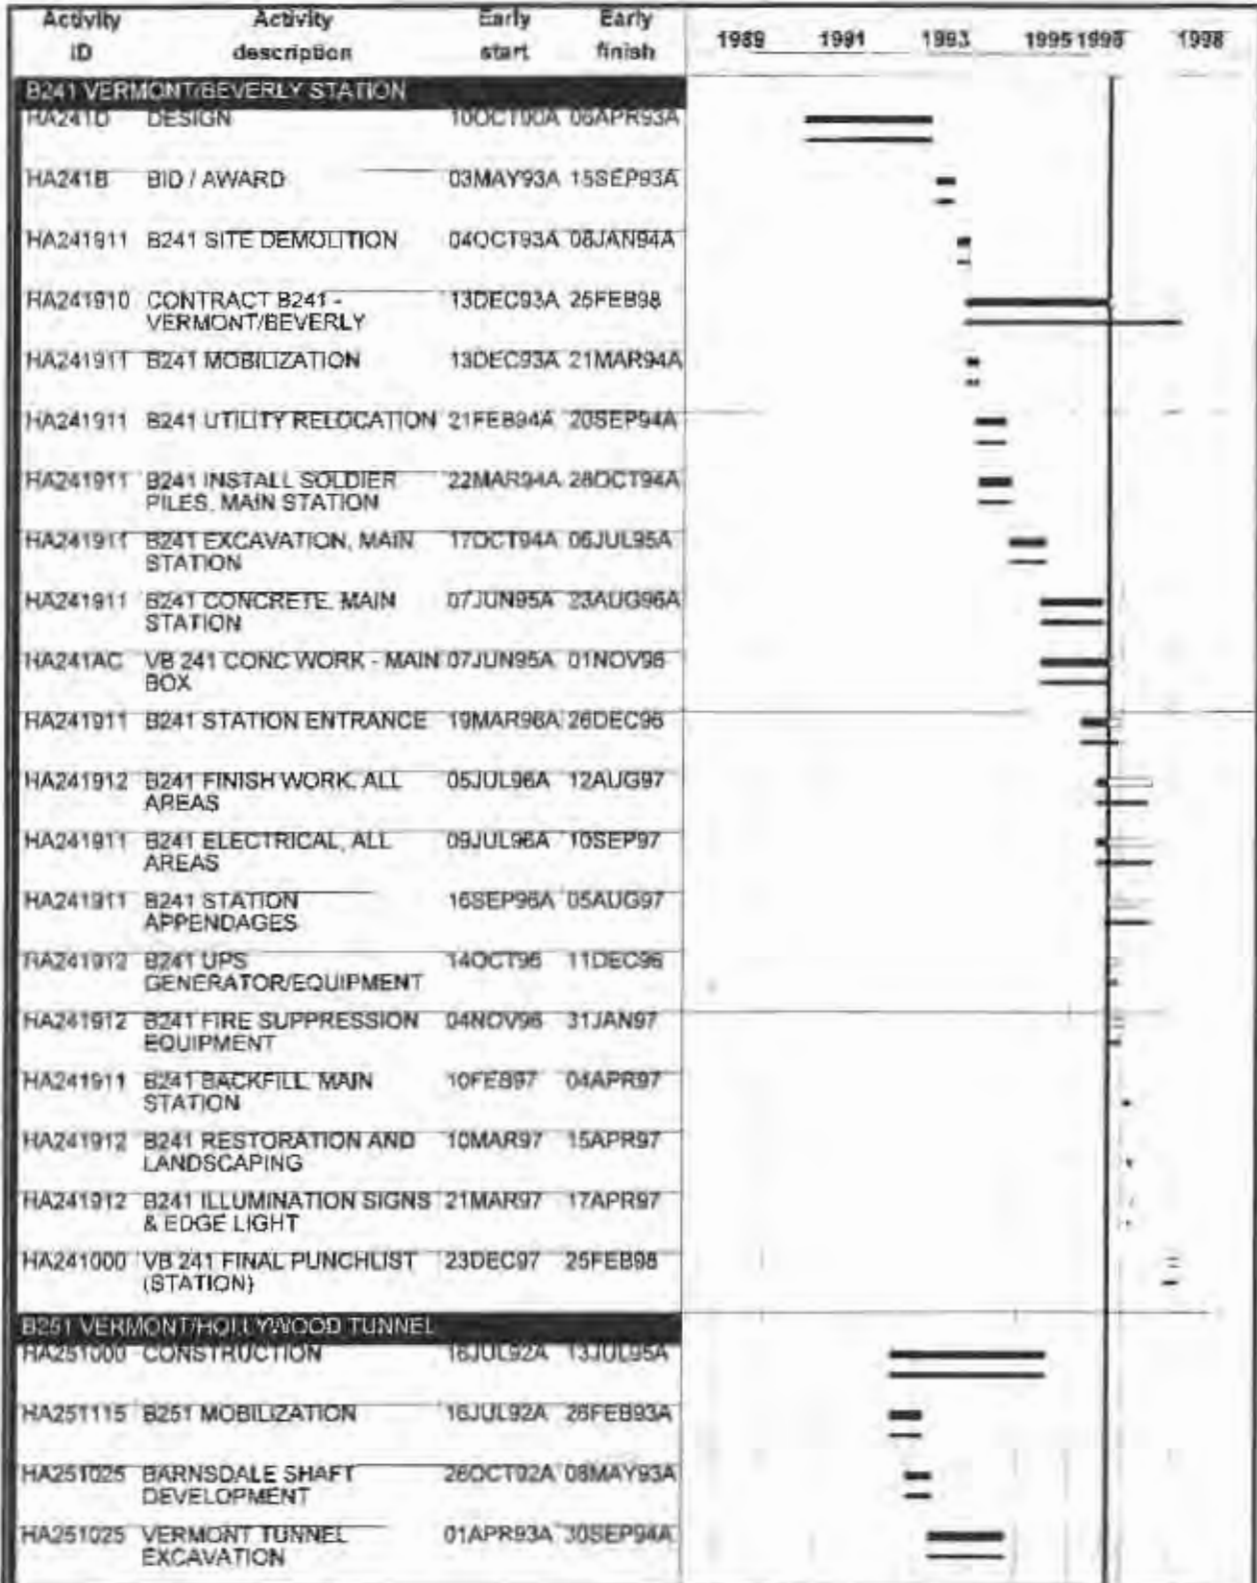 Activity ID Activity description Early start Early finish 1989 1991 1993 1995 1996 1998
B241 VERMONT/BEVERLY STATION
HA241D DESIGN 10OCT90A 06APR93A
HA241B BID / AWARD 03MAY93A 15SEP93A
HA241911 B241 SITE DEMOLITION 04OCT93A 08JAN94A
HA241910 CONTRACT B241 - 13DEC93A 25FEB98
VERMONT/BEVERLY
HA241911 B241 MOBILIZATION 13DEC93A 21MAR94A
HA241911 B241 UTILITY RELOCATION 21FEB94A 20SEP94A
HA241911 B241 INSTALL SOLDIER 22MAR94A 28OCT94A
PILES, MAIN STATION
HA241911 B241 EXCAVATION, MAIN 17OCT94A 06JUL95A
STATION
HA241911 B241 CONCRETE, MAIN 07JUN95A 23AUG96A
STATION
HA241AC VB 241 CONC WORK - MAIN 07JUN95A 01NOV96
BOX
HA241911 B241 STATION ENTRANCE 19MAR96A 26DEC96
HA241912 B241 FINISH WORK, ALL 05JUL96A 12AUG97
AREAS
HA241911 B241 ELECTRICAL, ALL 09JUL96A 10SEP97
AREAS
HA241911 B241 STATION 16SEP96A 05AUG97
APPENDAGES
HA241912 B241 UPS 14OCT96 11DEC96
GENERATOR/EQUIPMENT
HA241912 B241 FIRE SUPPRESSION 04NOV96 31JAN97
EQUIPMENT
HA241911 B241 BACKFILL, MAIN 10FEB97 04APR97
STATION
HA241912 B241 RESTORATION AND 10MAR97 15APR97
LANDSCAPING
HA241912 B241 ILLUMINATION SIGNS 21MAR97 17APR97
& EDGE LIGHT
HA241000 VB 241 FINAL PUNCHLIST 23DEC97 25FEB98
(STATION)
B251 VERMONT/HOLLYWOOD TUNNEL
HA251000 CONSTRUCTION 16JUL92A 13JUL95A
HA251115 B251 MOBILIZATION 16JUL92A 26FEB93A
HA251025 BARNSDALE SHAFT 26OCT92A 08MAY93A
DEVELOPMENT
HA251025 VERMONT TUNNEL 01APR93A 30SEP94A
EXCAVATION